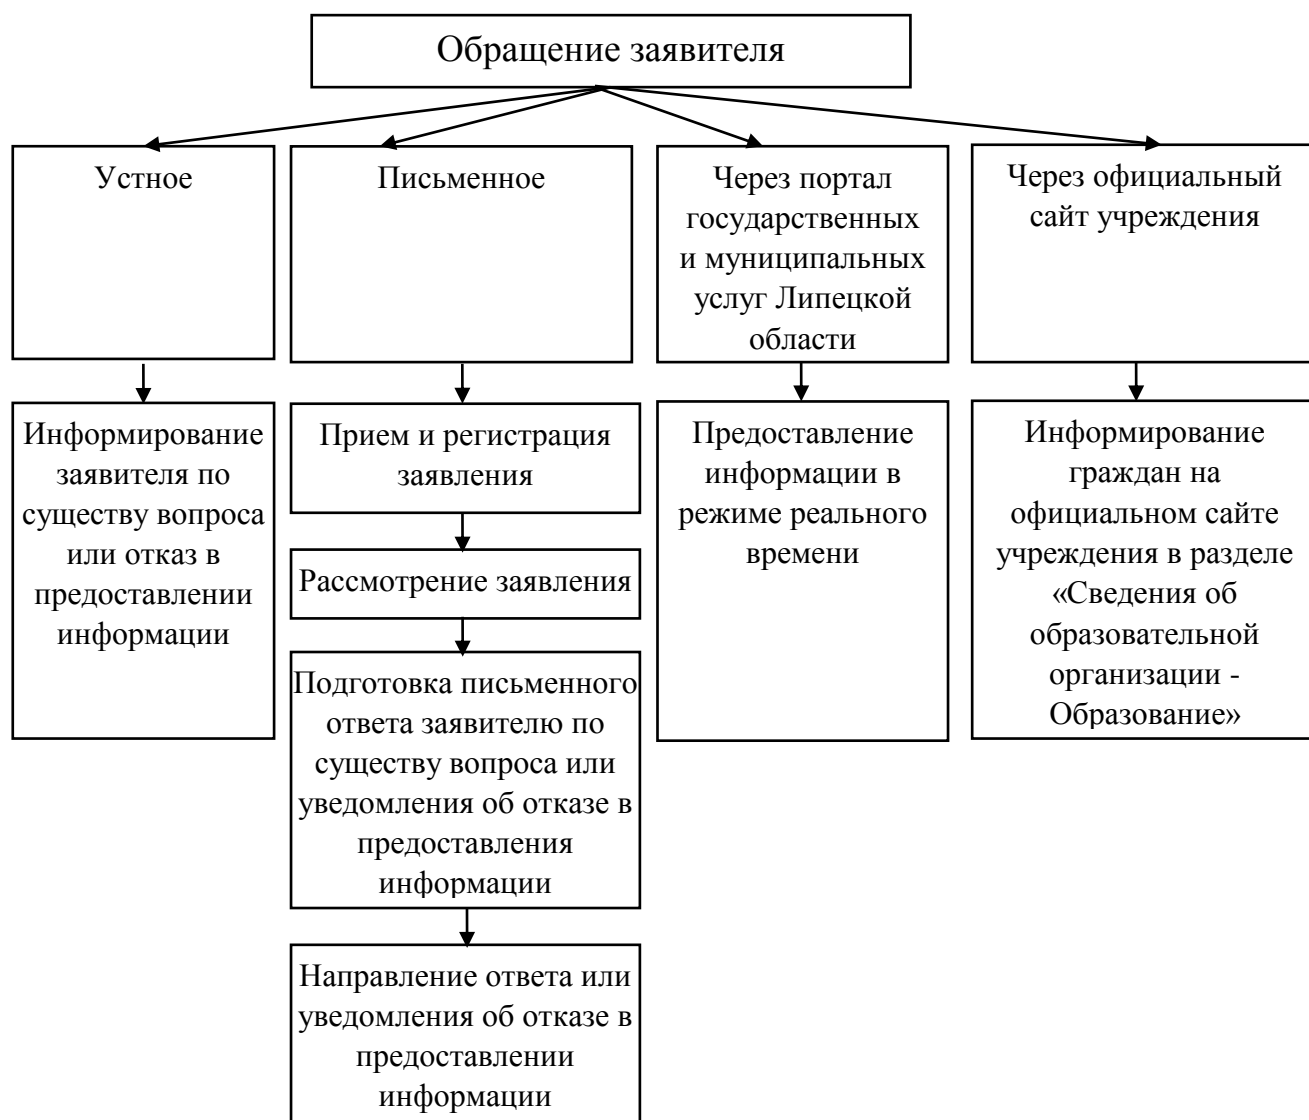 Обращение заявителя
Устное
Письменное
Через портал
государственных
и муниципальных
услуг Липецкой
области
Через официальный
сайт учреждения
Информирование
заявителя по
существу вопроса
или отказ в
предоставлении
информации
Прием и регистрация
заявления
Рассмотрение заявления
Подготовка письменного
ответа заявителю по
существу вопроса или
уведомления об отказе в
предоставления
информации
Направление ответа или
уведомления об отказе в
предоставлении
информации
Предоставление
информации в
режиме реального
времени
Информирование
граждан на
официальном сайте
учреждения в разделе
«Сведения об
образовательной
организации -
Образование»